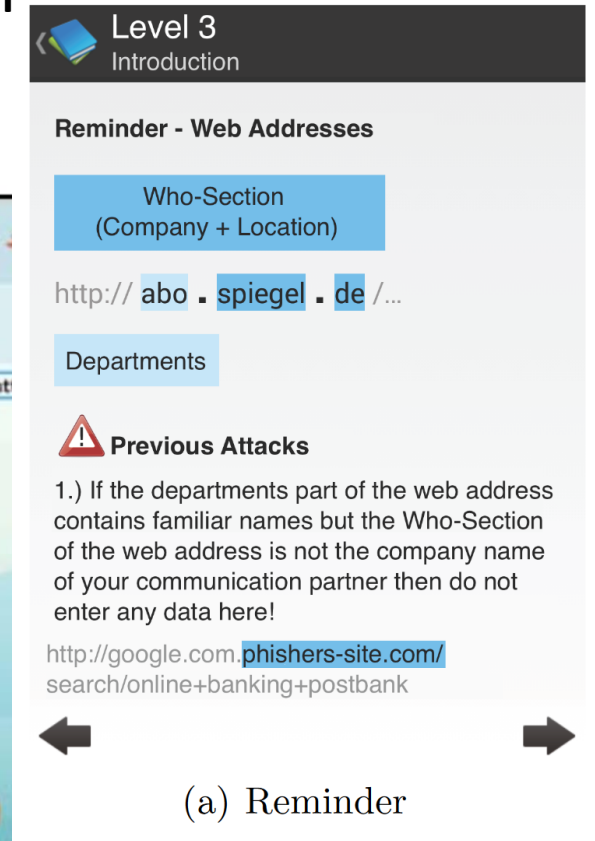 Level 3
Introduction
Reminder - Web Addresses
Who-Section
(Company + Location)
http:// abo . spiegel . de /...
Departments
Previous Attacks
1.) If the departments part of the web address
contains familiar names but the Who-Section
of the web address is not the company name
of your communication partner then do not
enter any data here!
http://google.com.phishers-site.com/
search/online+banking+postbank
(a) Reminder